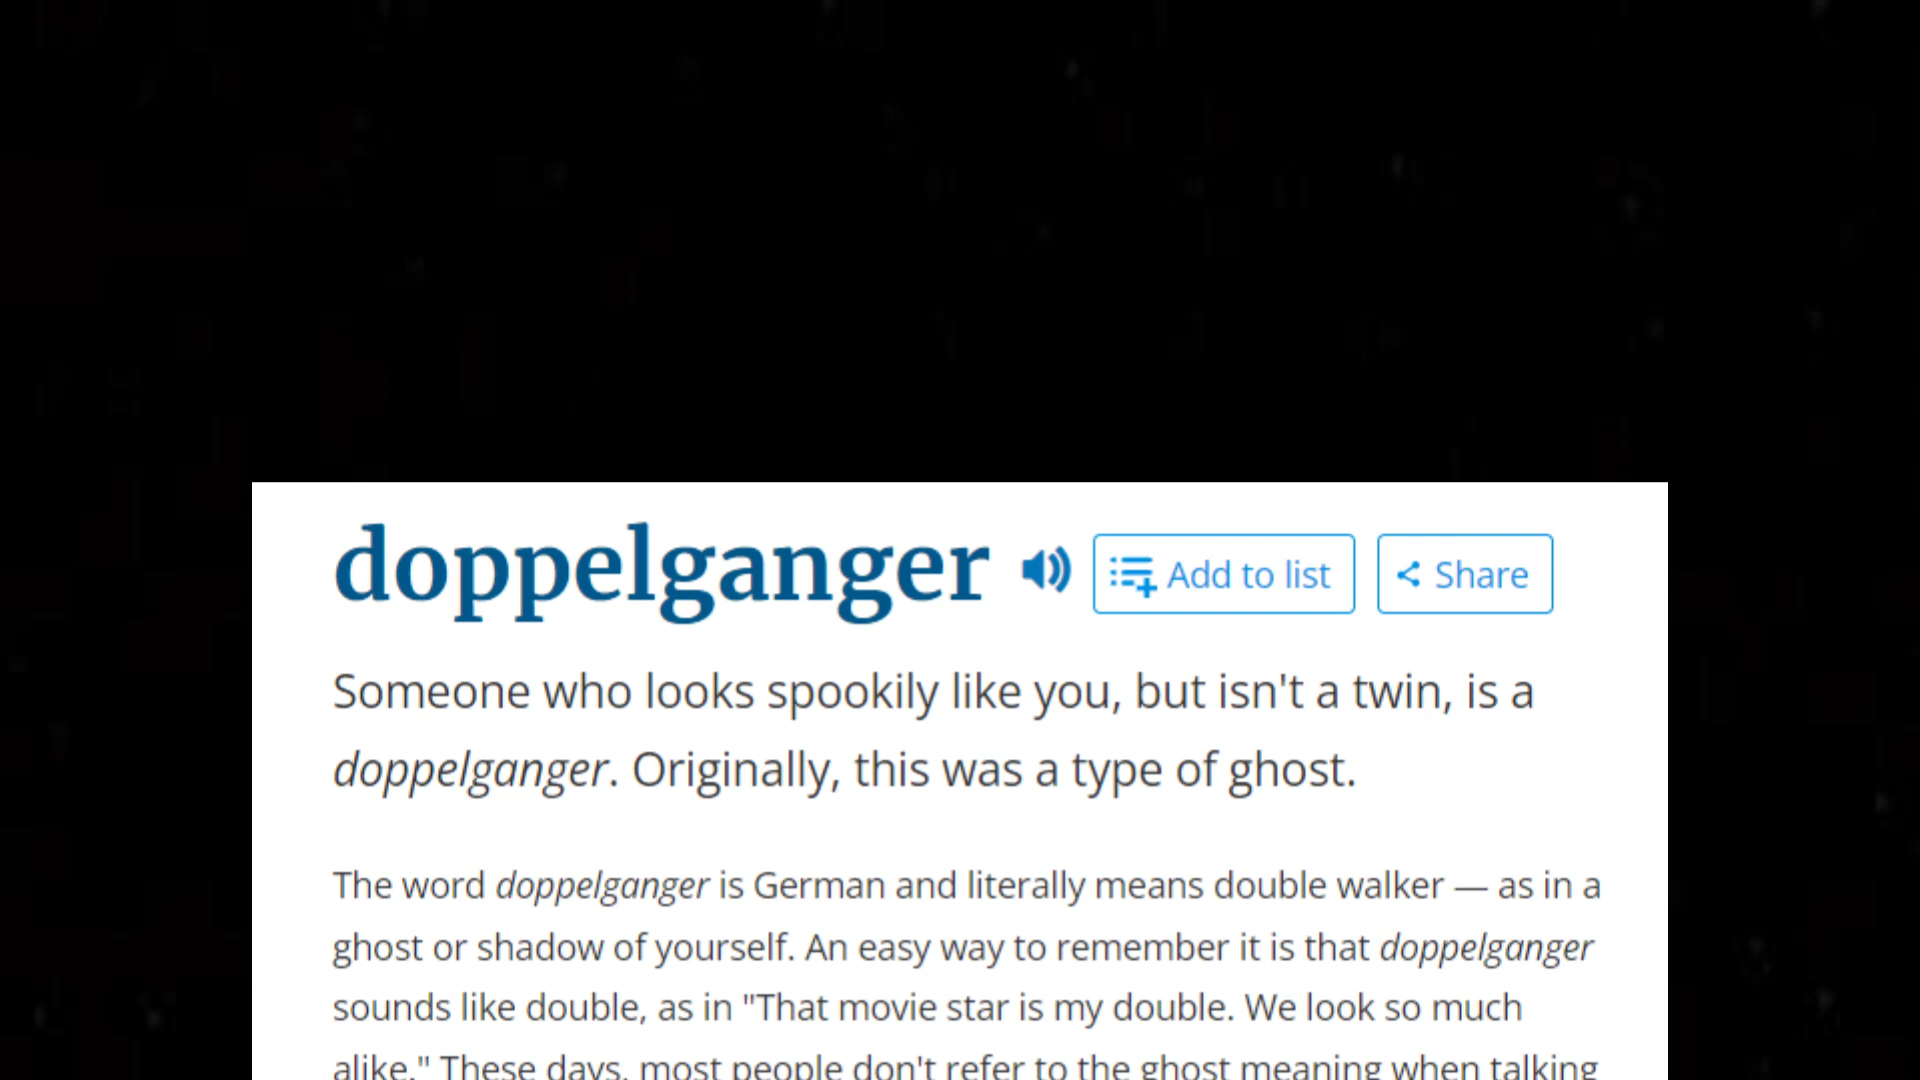 doppelganger Add to list Share
Someone who looks spookily like you, but isn't a twin, is a
doppelganger. Originally, this was a type of ghost.
The word doppelganger is German and literally means double walker — as in a
ghost or shadow of yourself. An easy way to remember it is that doppelganger
sounds like double, as in "That movie star is my double. We look so much
alike." These days, most people don't refer to the ghost meaning when talking